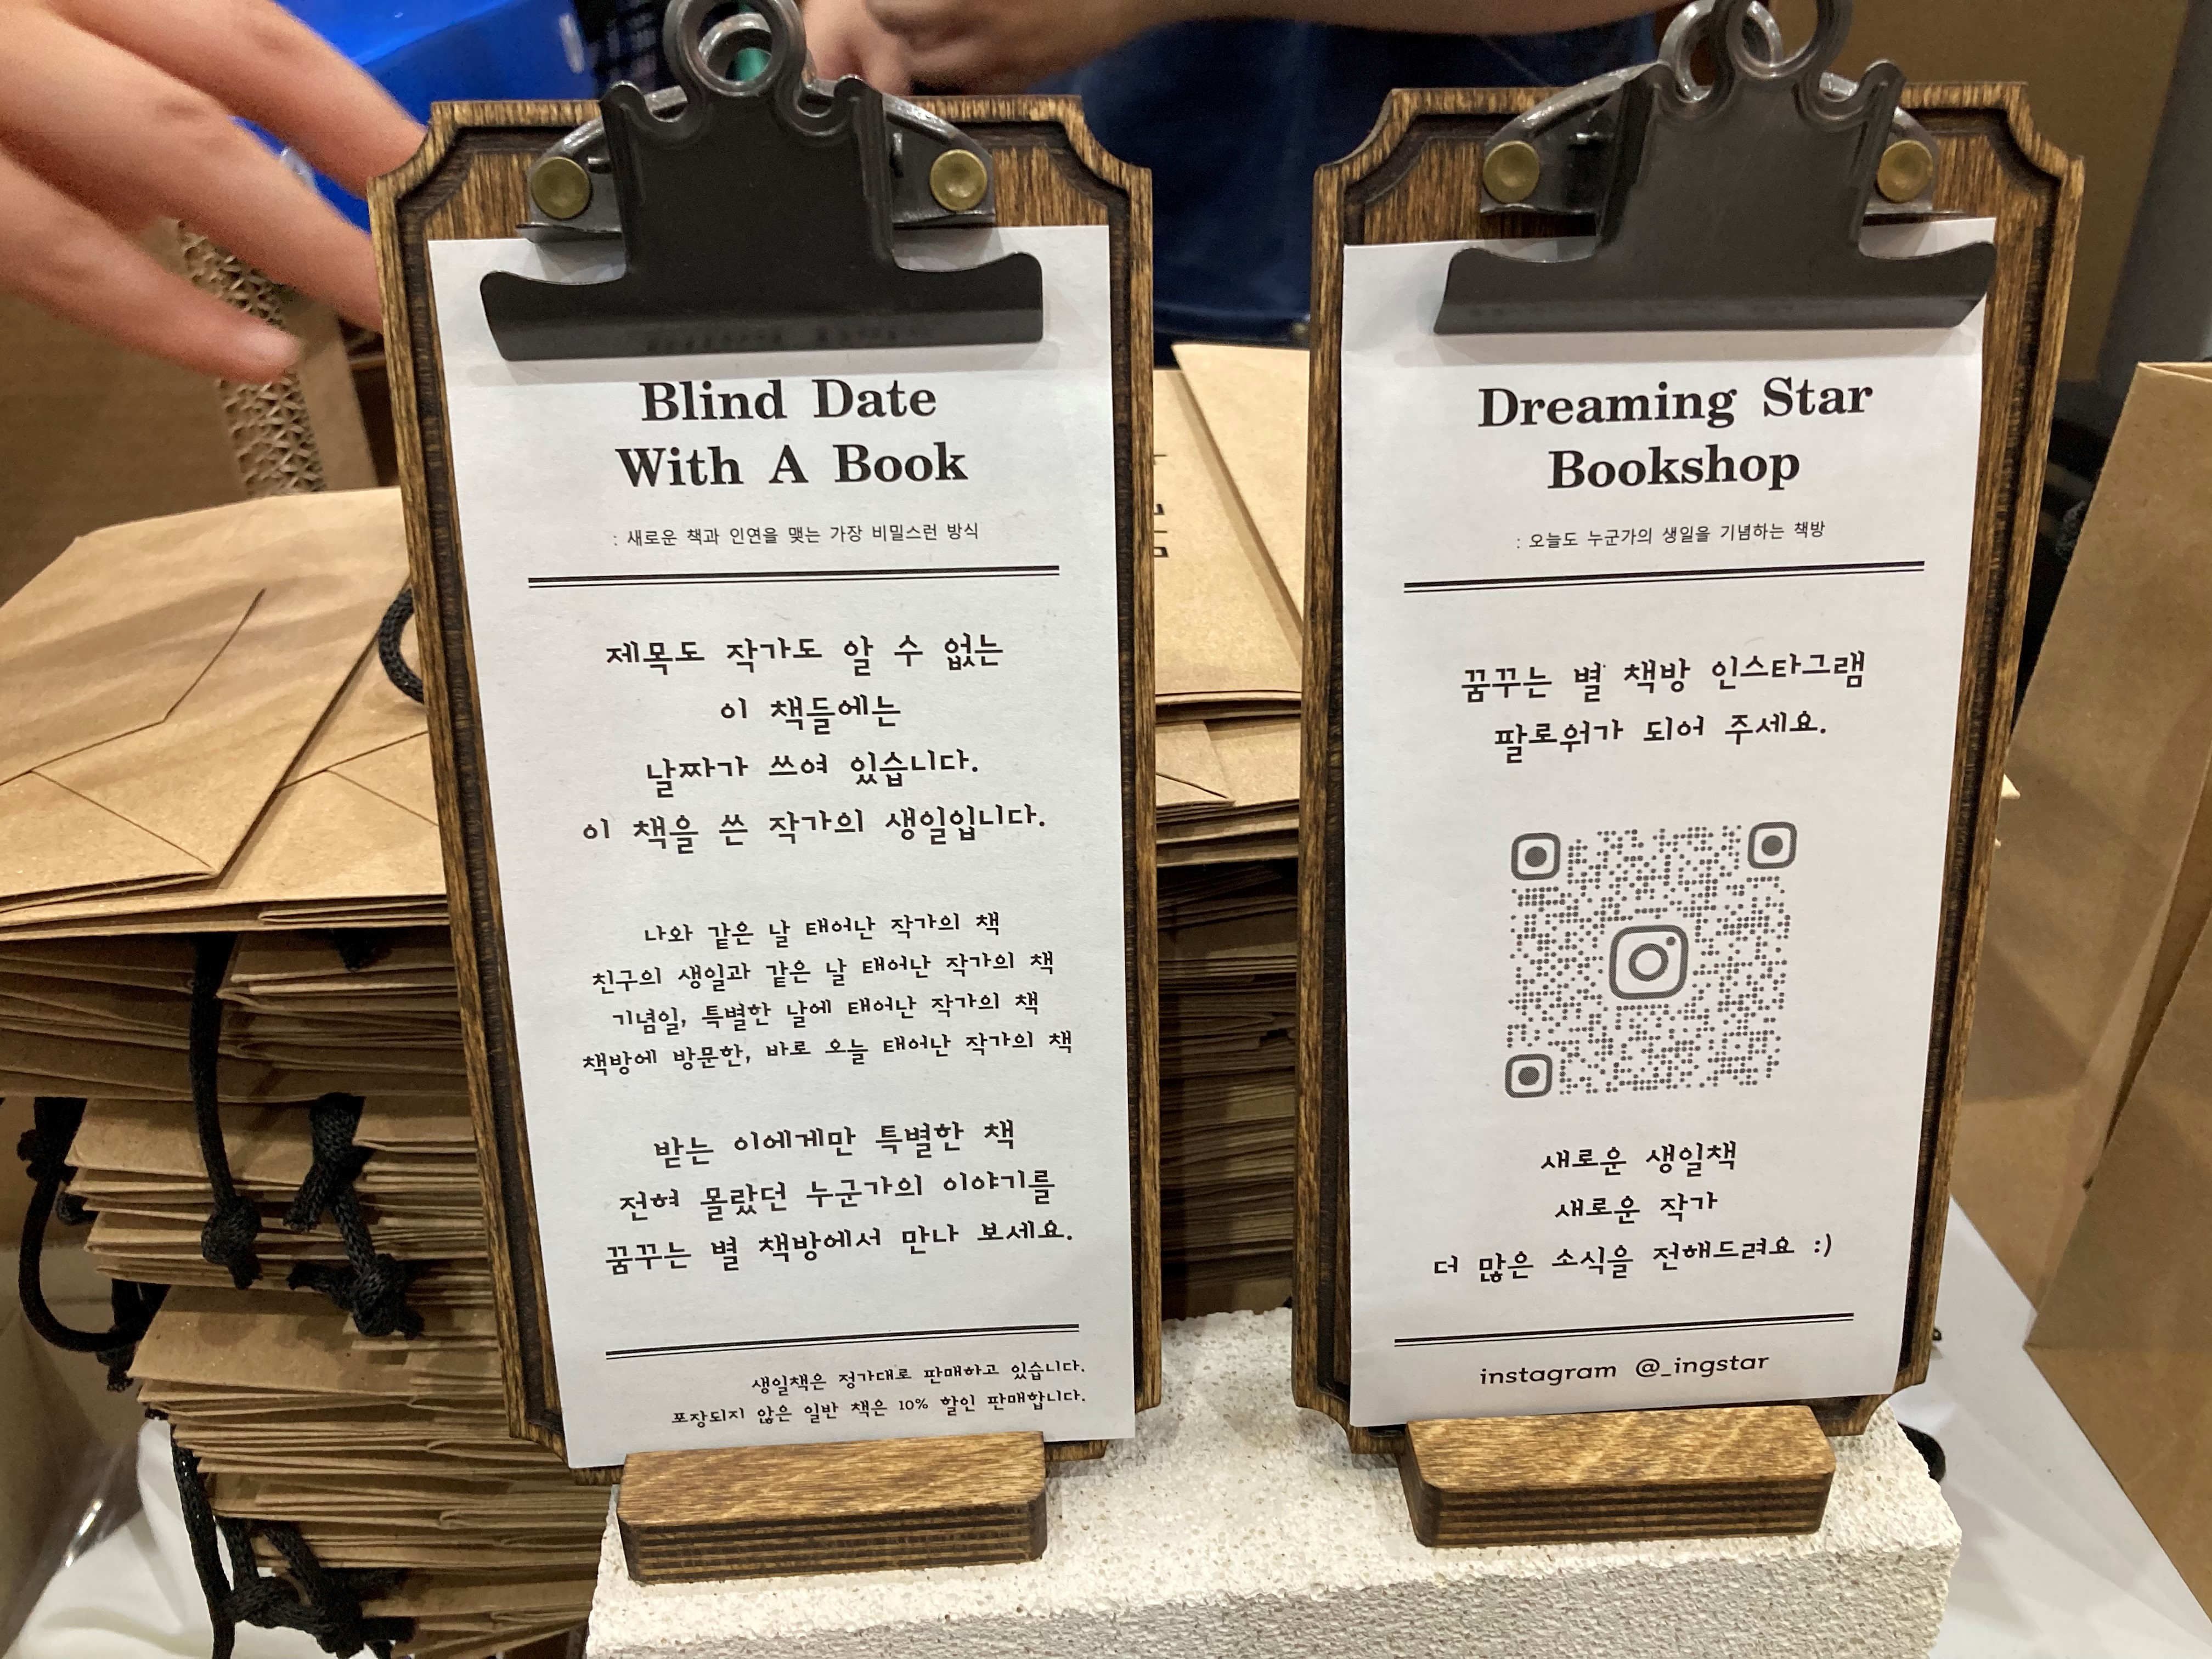 Blind Date
With A Book
: 새로운 책과 인연을 맺는 가장 비밀스런 방식
제목도 작가도 알 수 없는
이 책들에는
날짜가 쓰여 있습니다.
이 책을 쓴 작가의 생일입니다.
나와 같은 날 태어난 작가의 책
친구의 생일과 같은 날 태어난 작가의 책
기념일, 특별한 날에 태어난 작가의 책
책방에 방문한, 바로 오늘 태어난 작가의 책
받는 이에게만 특별한 책
전혀 몰랐던 누군가의 이야기를
꿈꾸는 별 책방에서 만나 보세요.
생일책은 정가대로 판매하고 있습니다.
포장되지 않은 일반 책은 10% 할인 판매합니다.
Dreaming Star
Bookshop
: 오늘도 누군가의 생일을 기념하는 책방
꿈꾸는 별 책방 인스타그램
팔로워가 되어 주세요.
새로운 생일책
새로운 작가
더 많은 소식을 전해드려요 :)
instagram @_ingstar